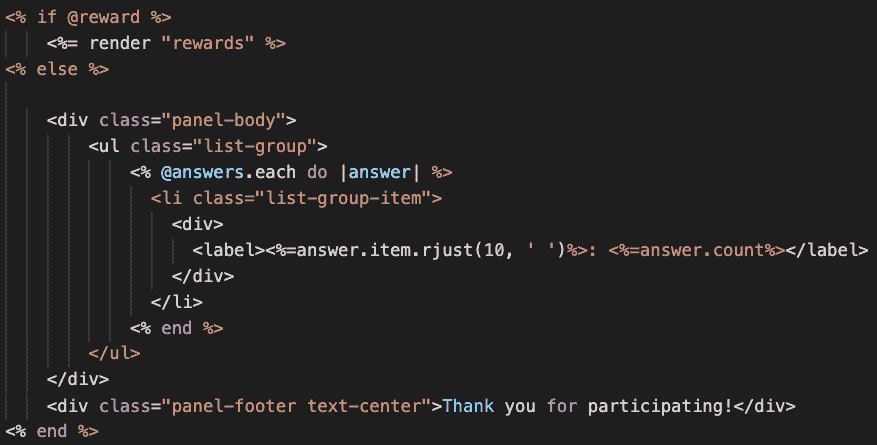 <% if @reward %>
<%= render "rewards" %>
<% else %>
<div class="panel-body">
<ul class="list-group">
<% @answers.each do |answer| %>
<li class="list-group-item">
<div>
<label><%=answer.item.rjust(10, ' ')%>: <%=answer.count%></label>
</div>
</li>
<% end %>
</ul>
</div>
<div class="panel-footer text-center">Thank you for participating!</div>
<% end %>